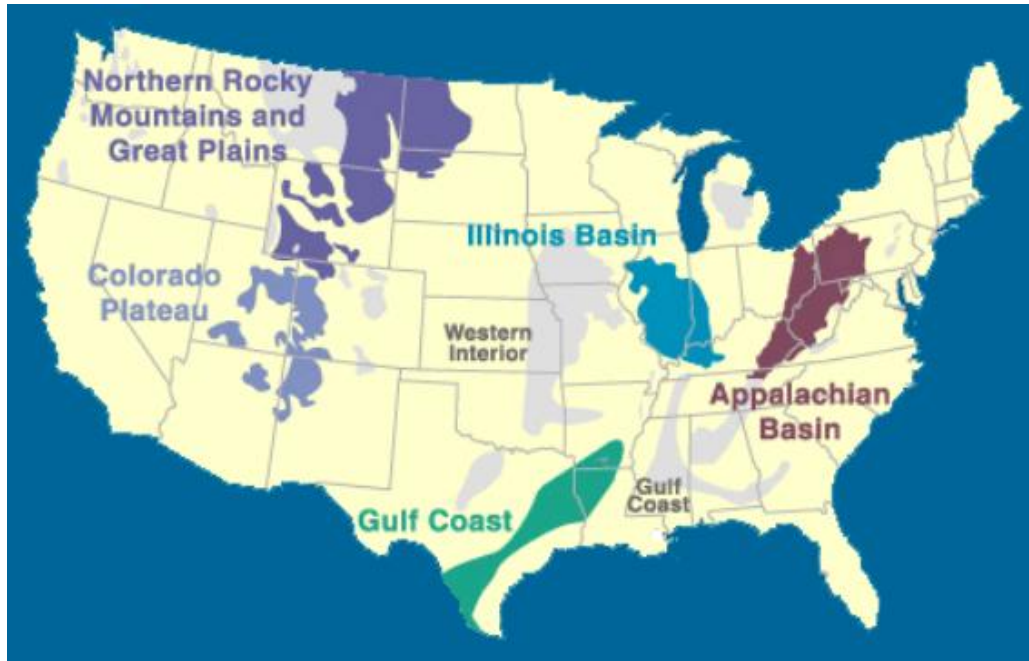 Northern Rocky
Mountains and
Great Plains
Illinois Basin
Colorado
Plateau
Western
Interior
Appalachian
Basin
Gulf
Coast
Gulf Coast